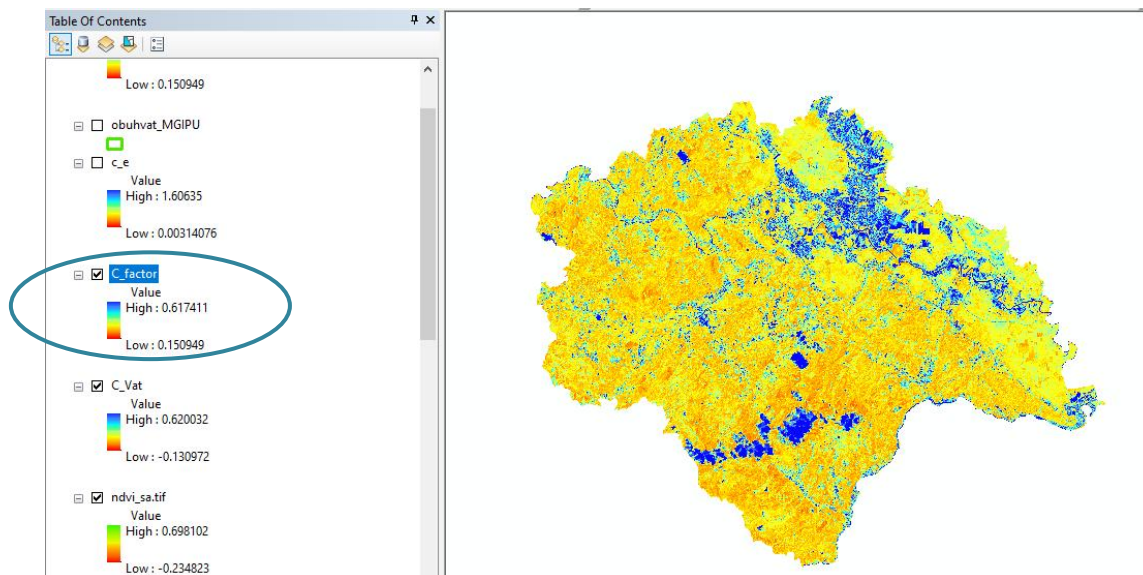 Table Of Contents
Low : 0.150949
obuhvat_MGIPU
c_e
Value
High : 1.60635
Low : 0.00314076
C_factor
Value
High : 0.617411
Low : 0.150949
C_Vat
Value
High : 0.620032
Low : -0.130972
ndvi_sa.tif
Value
High : 0.698102
Low : -0.234823